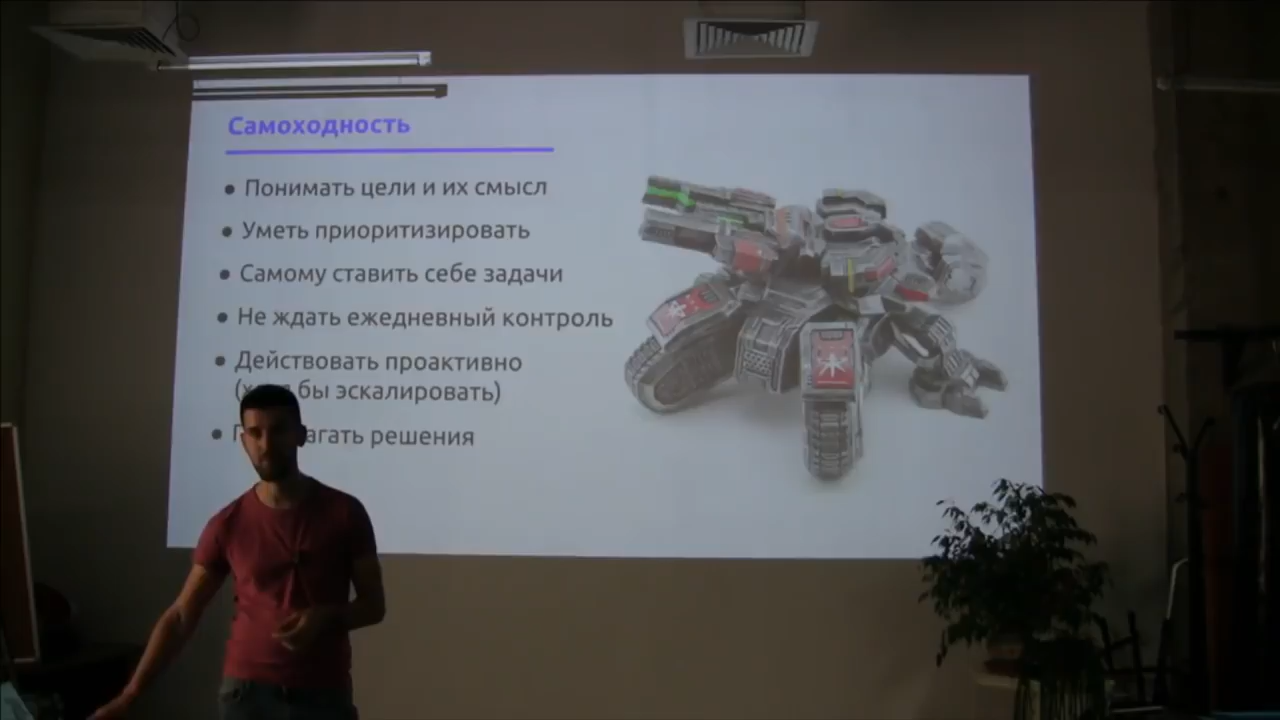 Самоходность
● Понимать цели и их смысл
● Уметь приоритизировать
● Самому ставить себе задачи
● Не ждать ежедневный контроль
● Действовать проактивно
бы эскалировать)
● решения